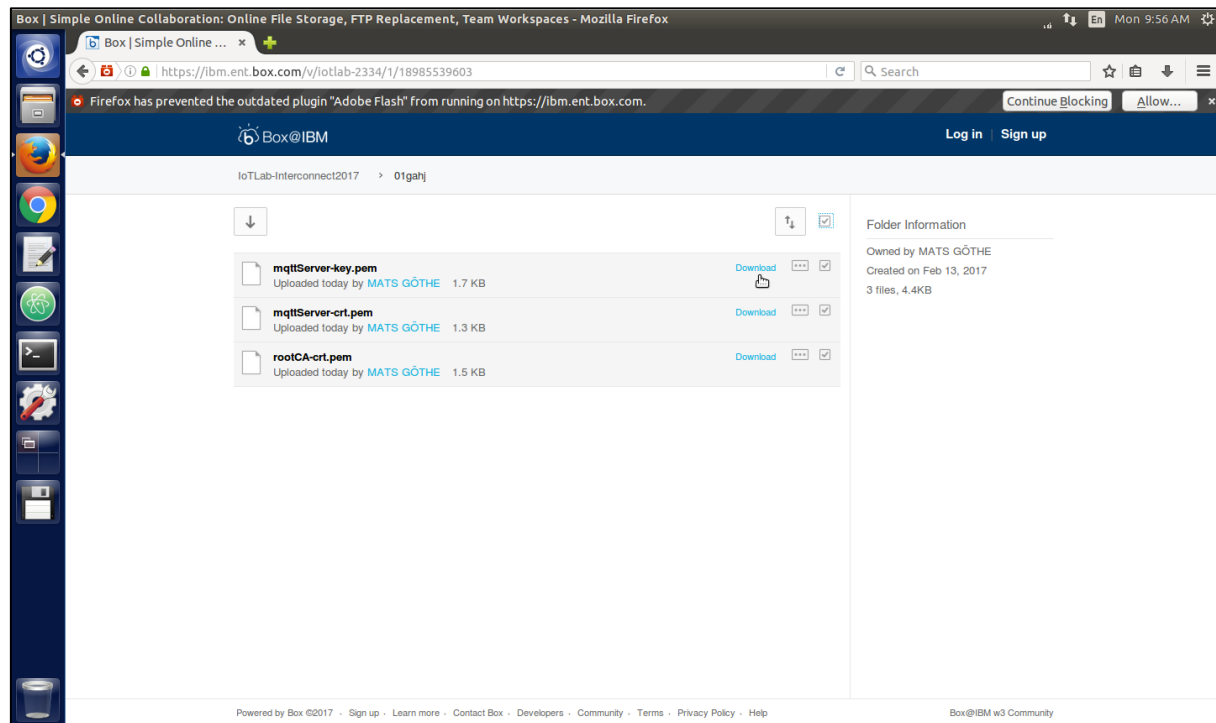 Box | Simple Online Collaboration: Online File Storage, FTP Replacement, Team Workspaces - Mozilla Firefox
En Mon 9:56 AM
Box | Simple Online ...
https://ibm.ent.box.com/v/iotlab-2334/1/18985539603
Search
Firefox has prevented the outdated plugin "Adobe Flash" from running on https://ibm.ent.box.com.
Continue Blocking
Allow...
Box@IBM
Log in | Sign up
IoTLab-Interconnect2017 > 01gahj
mqttServer-key.pem
Download
Uploaded today by MATS GÖTHE 1.7 KB
mqttServer-crt.pem
Download
Uploaded today by MATS GÖTHE 1.3 KB
rootCA-crt.pem
Download
Uploaded today by MATS GÖTHE 1.5 KB
Folder Information
Owned by MATS GÖTHE
Created on Feb 13, 2017
3 files, 4.4KB
Powered by Box ©2017 · Sign up · Learn more · Contact Box · Developers · Community · Terms · Privacy Policy · Help
Box@IBM w3 Community